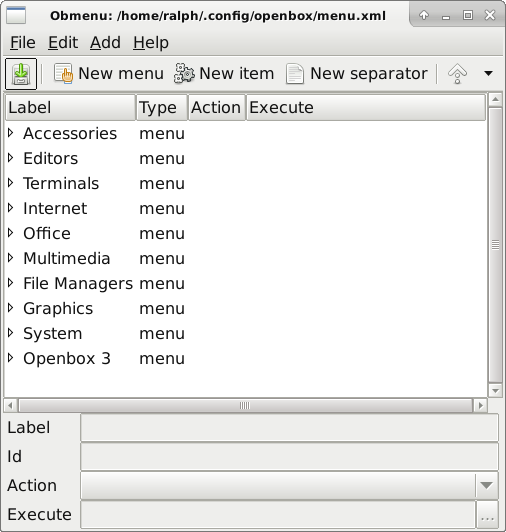 Obmenu: /home/ralph/.config/openbox/menu.xml
File Edit Add Help
New menu New item New separator
Label Type Action Execute
Accessories menu
Editors menu
Terminals menu
Internet menu
Office menu
Multimedia menu
File Managers menu
Graphics menu
System menu
Openbox 3 menu
Label
Id
Action
Execute ...